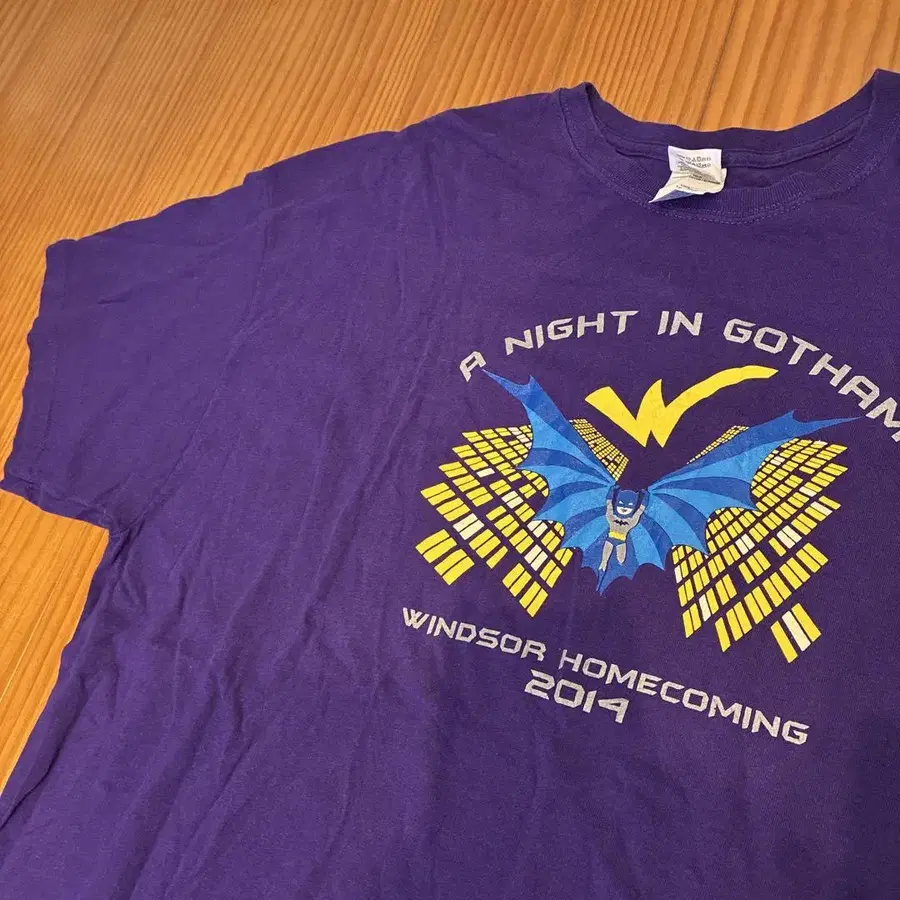 A NIGHT IN GOTHAM
W
WINDSOR HOMECOMING
2014